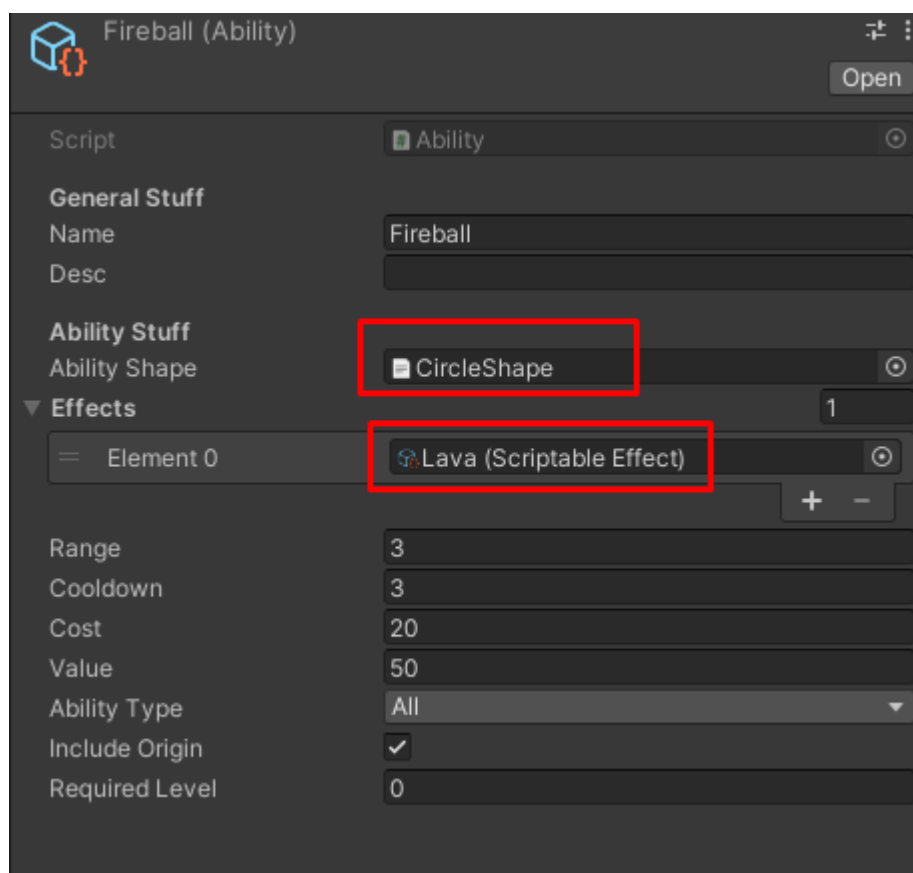 Fireball (Ability)
Open
Script Ability
General Stuff
Name Fireball
Desc
Ability Stuff
Ability Shape CircleShape
Effects 1
Element 0 Lava (Scriptable Effect)
+ -
Range 3
Cooldown 3
Cost 20
Value 50
Ability Type All
Include Origin
Required Level 0